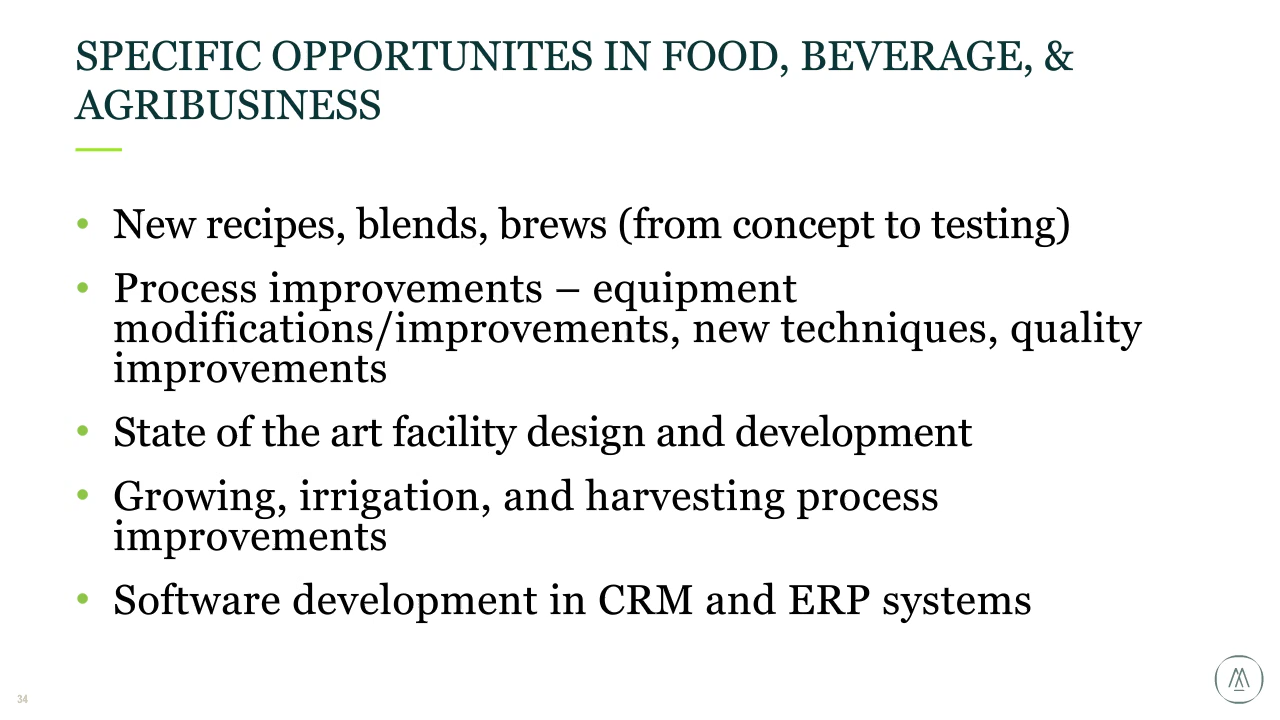 SPECIFIC OPPORTUNITES IN FOOD, BEVERAGE, &
AGRIBUSINESS
• New recipes, blends, brews (from concept to testing)
• Process improvements – equipment
modifications/improvements, new techniques, quality
improvements
• State of the art facility design and development
• Growing, irrigation, and harvesting process
improvements
• Software development in CRM and ERP systems
34